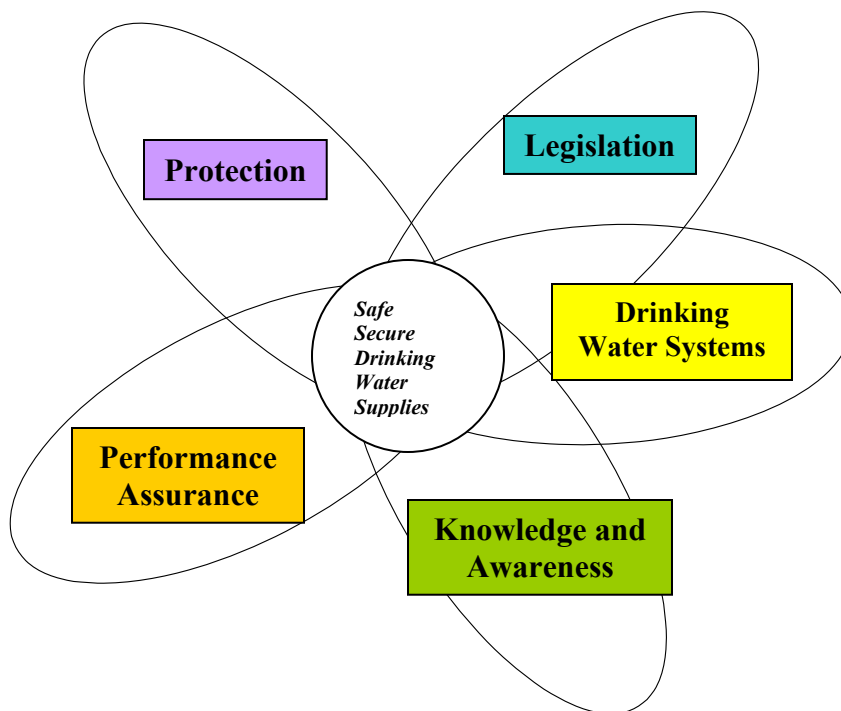 Protection
Legislation
Safe
Secure
Drinking
Water
Supplies
Drinking
Water Systems
Performance
Assurance
Knowledge and
Awareness